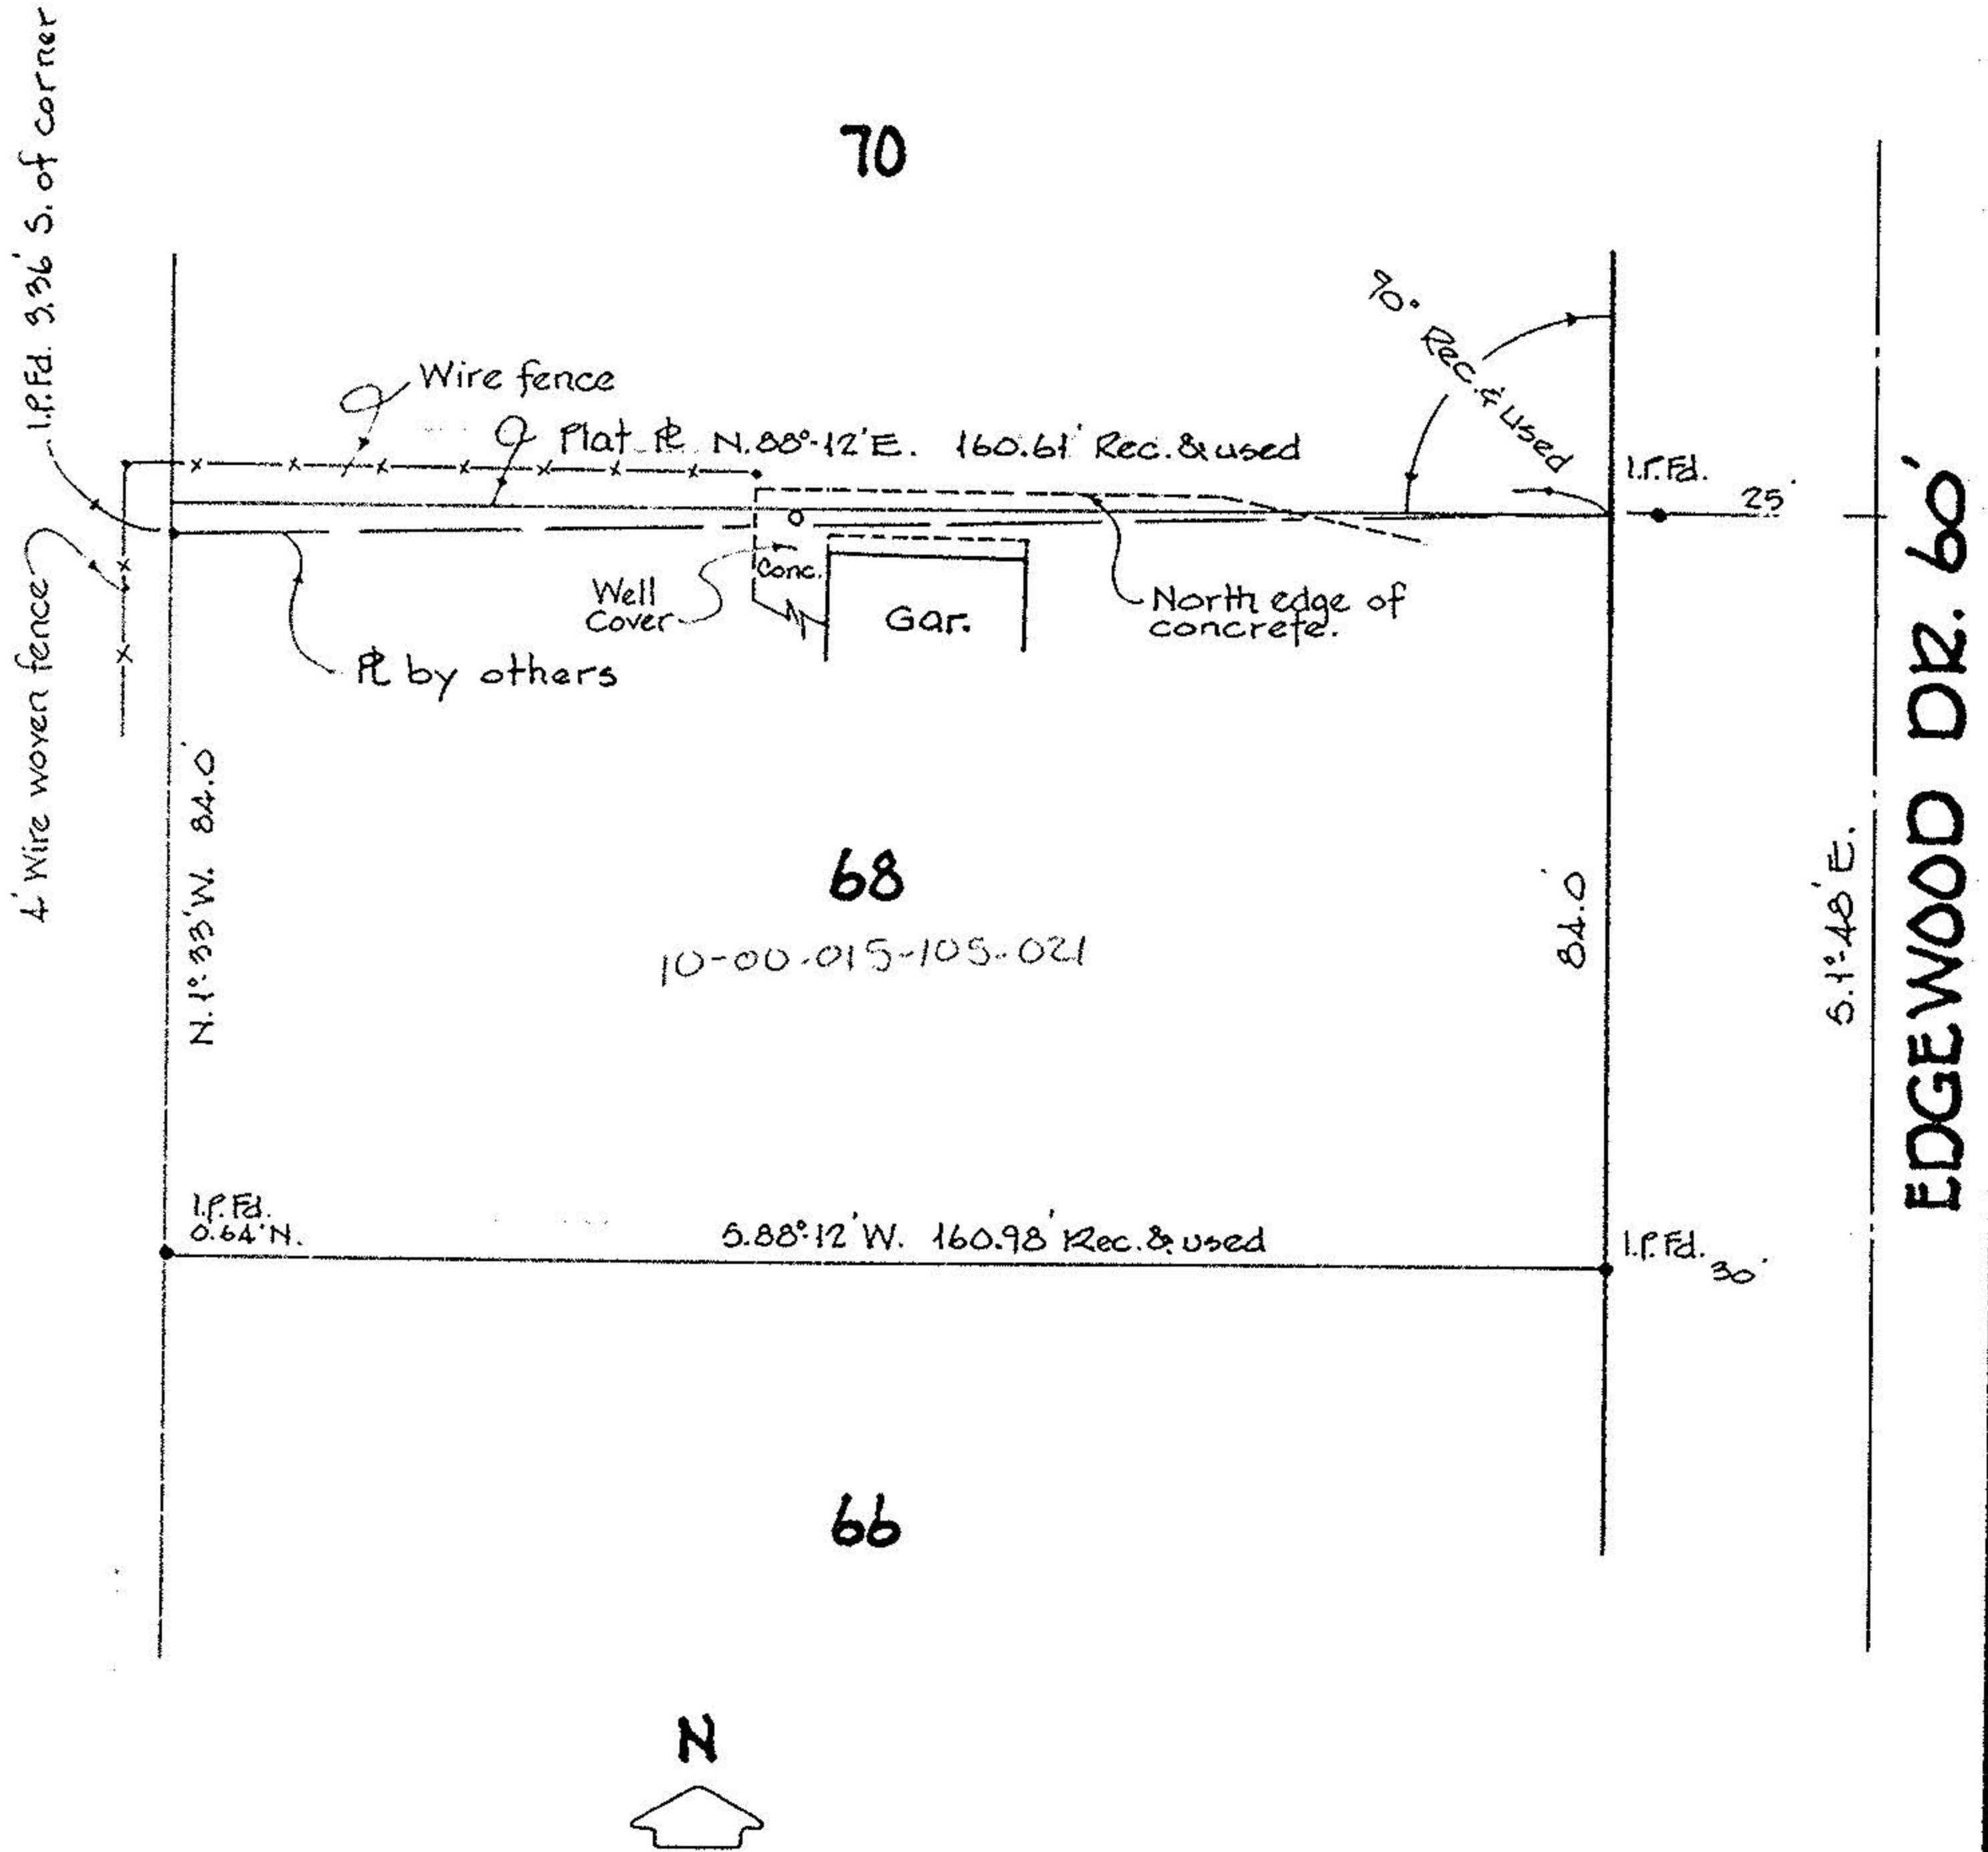 70
I.P.Fd. 3.36' S. of corner
Wire fence
Plat ℄ N.88°-12'E. 160.61' Rec. & used
90° Rec. & used
I.P.Fd.
25'
4' Wire woven fence
Well
Cover
Conc.
Gar.
North edge of
concrete.
℄ by others
N.1°-33'W. 84.0'
68
10-00-015-105-021
84.0'
S.1°-48'E.
EDGEWOOD DR. 60'
I.P.Fd.
0.64'N.
S.88°-12'W. 160.98' Rec. & used
I.P.Fd.
30'
66
N